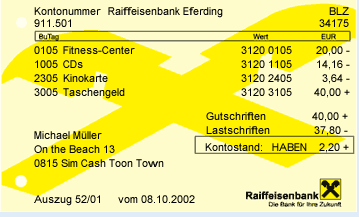 Kontonummer Raiffeisenbank Eferding BLZ
911.501 34175
BuTag Wert EUR
0105 Fitness-Center 3120 0105 20,00 -
1005 CDs 3120 1105 14,16 -
2305 Kinokarte 3120 2405 3,64 -
3005 Taschengeld 3120 3105 40,00 +
Gutschriften 40,00 +
Lastschriften 37,80 -
Kontostand: HABEN 2,20 +
Michael Müller
On the Beach 13
0815 Sim Cash Toon Town
Auszug 52/01 vom 08.10.2002
Raiffeisenbank
Die Bank für Ihre Zukunft